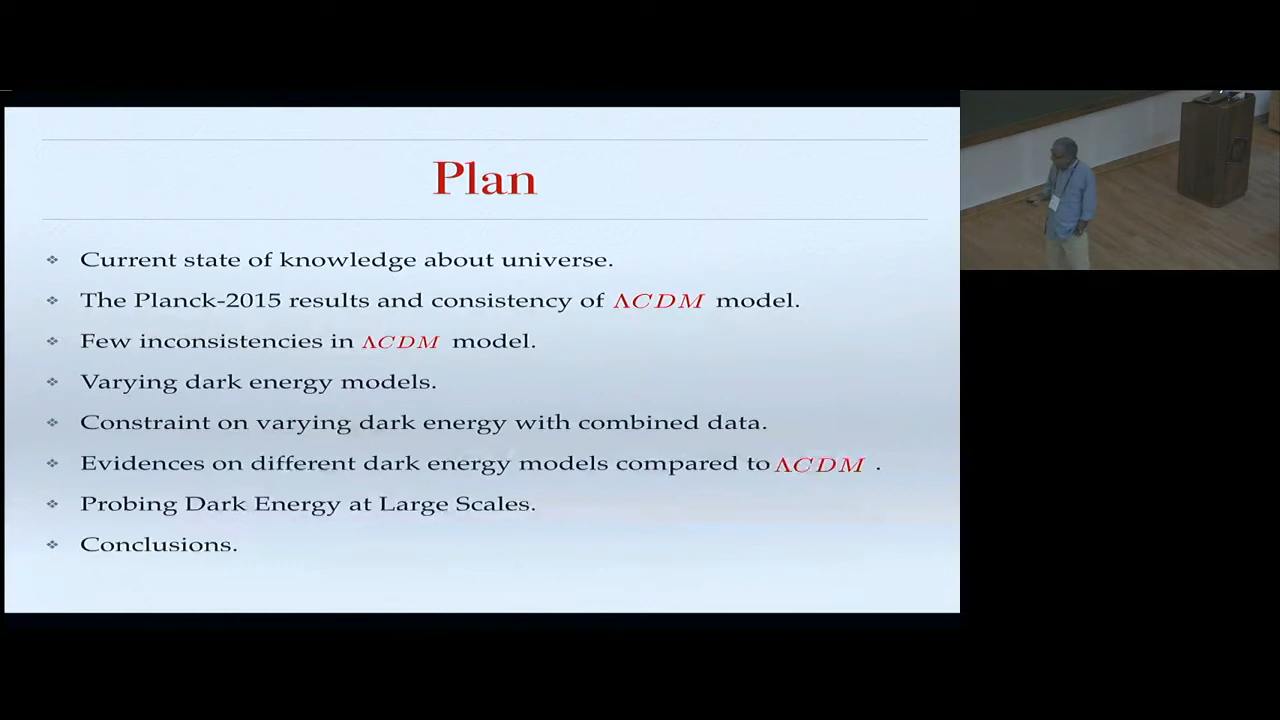 Plan
❖ Current state of knowledge about universe.
❖ The Planck-2015 results and consistency of ΛCDM model.
❖ Few inconsistencies in ΛCDM model.
❖ Varying dark energy models.
❖ Constraint on varying dark energy with combined data.
❖ Evidences on different dark energy models compared to ΛCDM .
❖ Probing Dark Energy at Large Scales.
❖ Conclusions.